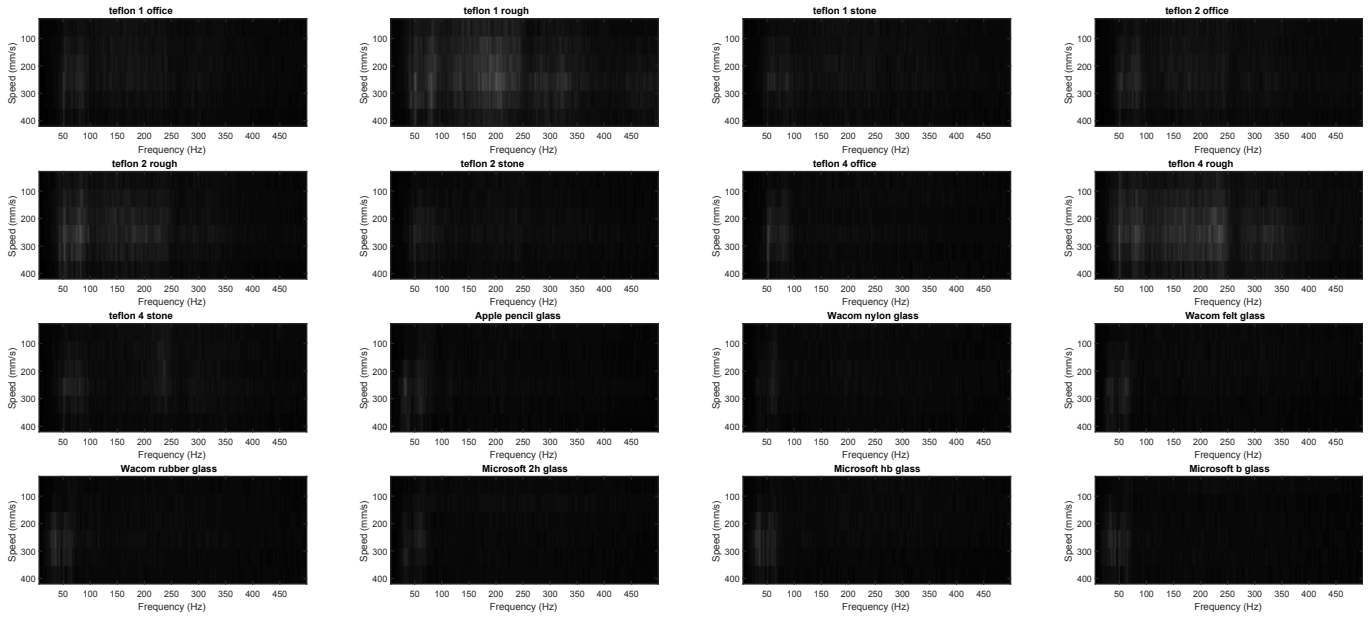 teflon 1 office
teflon 1 rough
teflon 1 stone
teflon 2 office
Speed (mm/s)
100
200
300
400
50 100 150 200 250 300 350 400 450
Frequency (Hz)
Speed (mm/s)
100
200
300
400
50 100 150 200 250 300 350 400 450
Frequency (Hz)
Speed (mm/s)
100
200
300
400
50 100 150 200 250 300 350 400 450
Frequency (Hz)
Speed (mm/s)
100
200
300
400
50 100 150 200 250 300 350 400 450
Frequency (Hz)
teflon 2 rough
teflon 2 stone
teflon 4 office
teflon 4 rough
Speed (mm/s)
100
200
300
400
50 100 150 200 250 300 350 400 450
Frequency (Hz)
Speed (mm/s)
100
200
300
400
50 100 150 200 250 300 350 400 450
Frequency (Hz)
Speed (mm/s)
100
200
300
400
50 100 150 200 250 300 350 400 450
Frequency (Hz)
Speed (mm/s)
100
200
300
400
50 100 150 200 250 300 350 400 450
Frequency (Hz)
teflon 4 stone
Apple pencil glass
Wacom nylon glass
Wacom felt glass
Speed (mm/s)
100
200
300
400
50 100 150 200 250 300 350 400 450
Frequency (Hz)
Speed (mm/s)
100
200
300
400
50 100 150 200 250 300 350 400 450
Frequency (Hz)
Speed (mm/s)
100
200
300
400
50 100 150 200 250 300 350 400 450
Frequency (Hz)
Speed (mm/s)
100
200
300
400
50 100 150 200 250 300 350 400 450
Frequency (Hz)
Wacom rubber glass
Microsoft 2h glass
Microsoft hb glass
Microsoft b glass
Speed (mm/s)
100
200
300
400
50 100 150 200 250 300 350 400 450
Frequency (Hz)
Speed (mm/s)
100
200
300
400
50 100 150 200 250 300 350 400 450
Frequency (Hz)
Speed (mm/s)
100
200
300
400
50 100 150 200 250 300 350 400 450
Frequency (Hz)
Speed (mm/s)
100
200
300
400
50 100 150 200 250 300 350 400 450
Frequency (Hz)